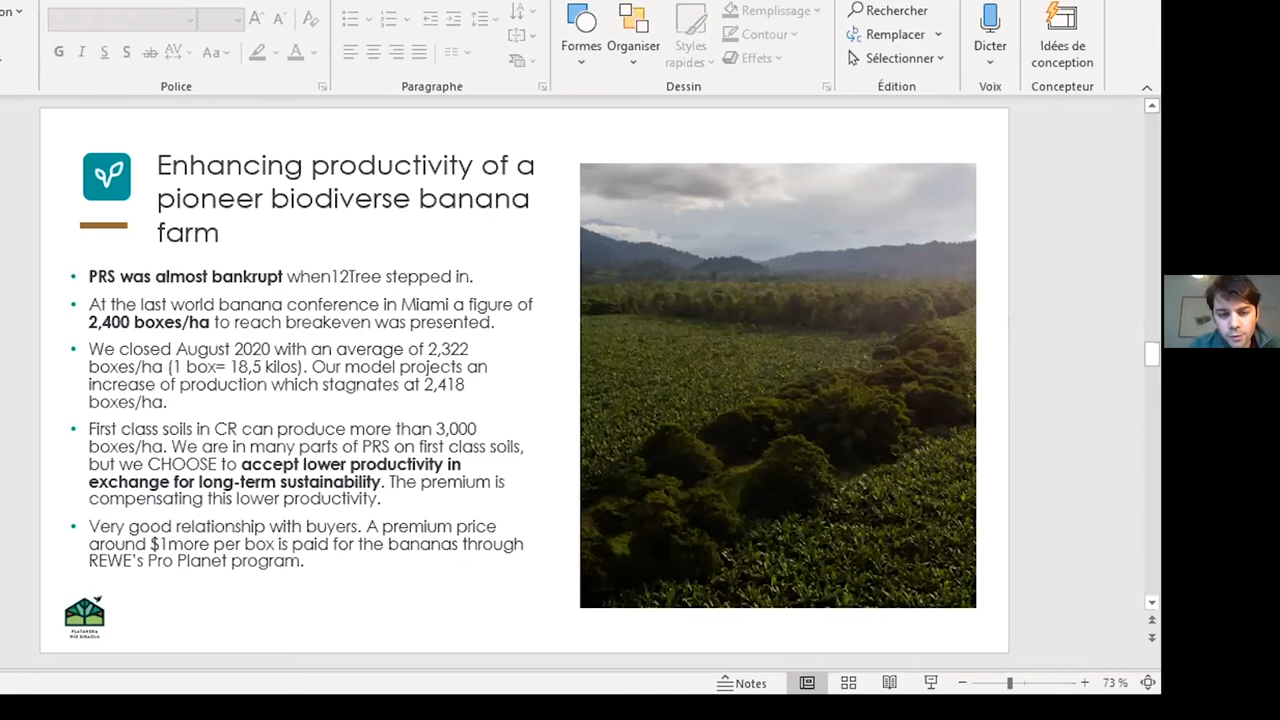 on
A A
Remplissage
Rechercher
G I S ab AV Aa A
Formes
Organiser
Styles
rapides
Contour
Effets
Remplacer
Sélectionner
Dicter
Idées de
conception
Police
Paragraphe
Dessin
Édition
Voix
Concepteur
Enhancing productivity of a
pioneer biodiverse banana
farm
• PRS was almost bankrupt when12Tree stepped in.
• At the last world banana conference in Miami a figure of
2,400 boxes/ha to reach breakeven was presented.
• We closed August 2020 with an average of 2,322
boxes/ha (1 box= 18,5 kilos). Our model projects an
increase of production which stagnates at 2,418
boxes/ha.
• First class soils in CR can produce more than 3,000
boxes/ha. We are in many parts of PRS on first class soils,
but we CHOOSE to accept lower productivity in
exchange for long-term sustainability. The premium is
compensating this lower productivity.
• Very good relationship with buyers. A premium price
around $1more per box is paid for the bananas through
REWE’s Pro Planet program.
PLATANERA
RIO SIXAOLA
Notes
73 %